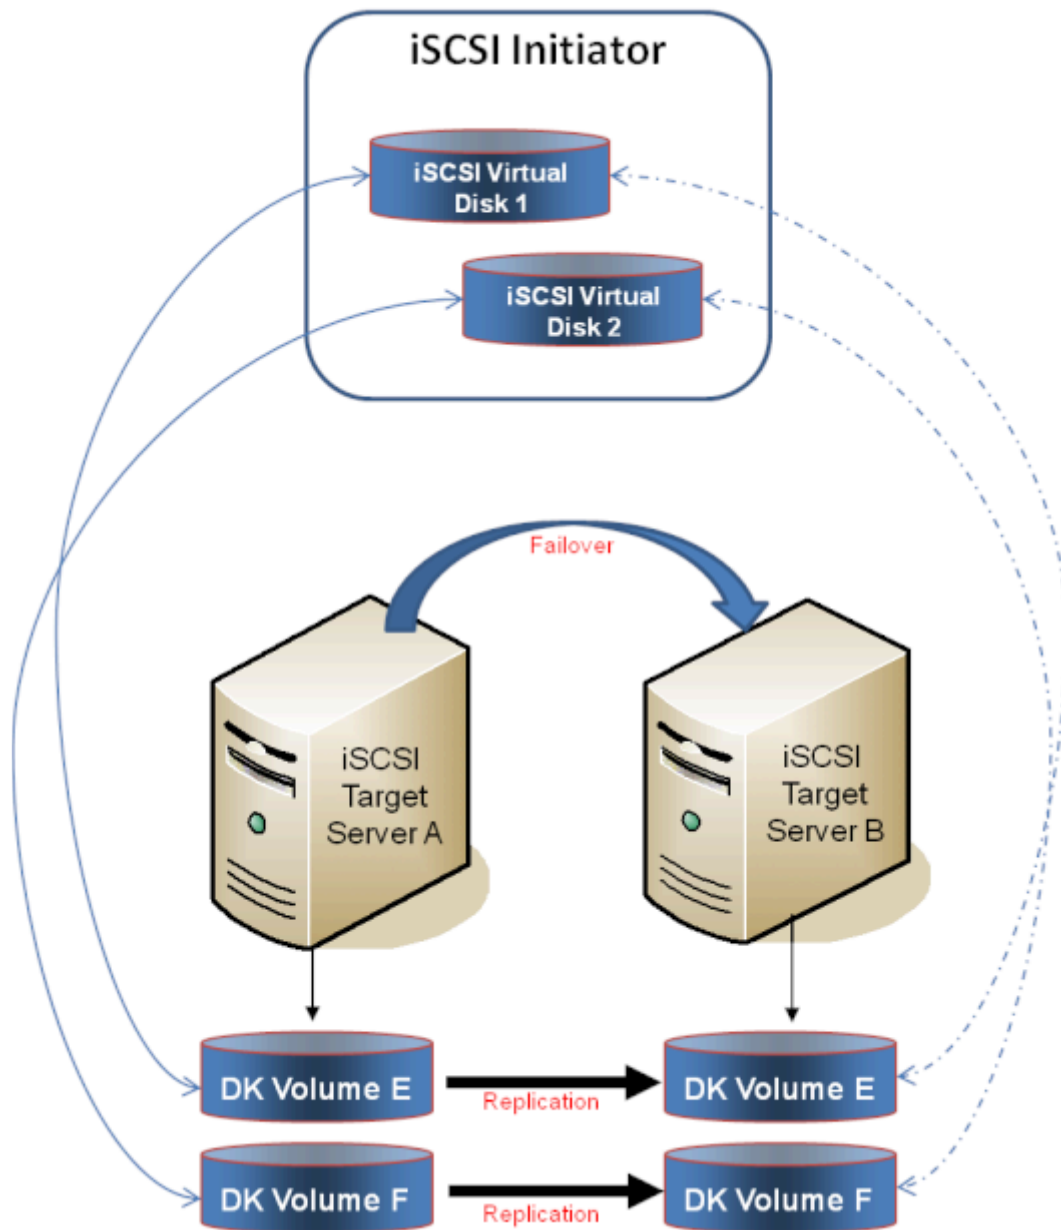 iSCSI Initiator
iSCSI Virtual
Disk 1
iSCSI Virtual
Disk 2
Failover
iSCSI
Target
Server A
iSCSI
Target
Server B
DK Volume E
Replication
DK Volume E
DK Volume F
Replication
DK Volume F